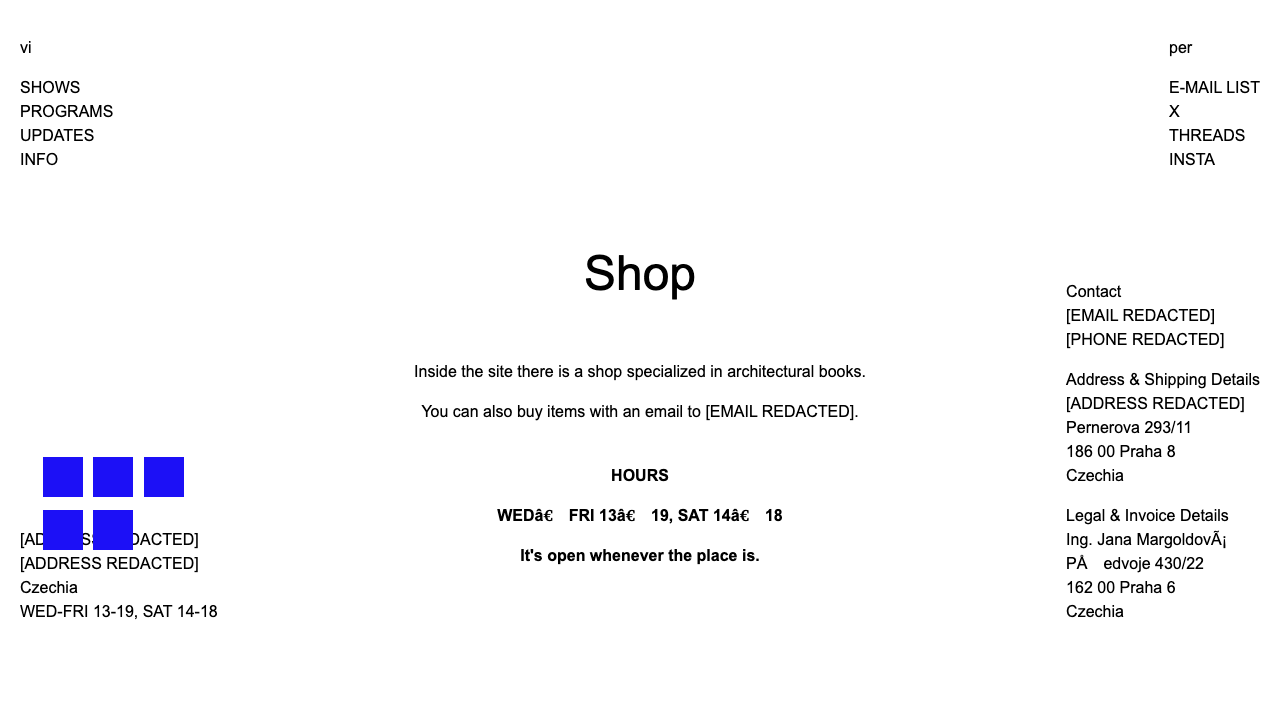 vi
SHOWS
PROGRAMS
UPDATES
INFO
per
E-MAIL LIST
X
THREADS
INSTA
Shop
Inside the site there is a shop specialized in architectural books.
You can also buy items with an email to [EMAIL REDACTED].
HOURS
WEDâ€ FRI 13â€ 19, SAT 14â€ 18
It's open whenever the place is.
[ADDRESS REDACTED]
[ADDRESS REDACTED]
Czechia
WED-FRI 13-19, SAT 14-18
Contact
[EMAIL REDACTED]
[PHONE REDACTED]
Address & Shipping Details
[ADDRESS REDACTED]
Pernerova 293/11
186 00 Praha 8
Czechia
Legal & Invoice Details
Ing. Jana MargoldovÃ¡
PÅ edvoje 430/22
162 00 Praha 6
Czechia